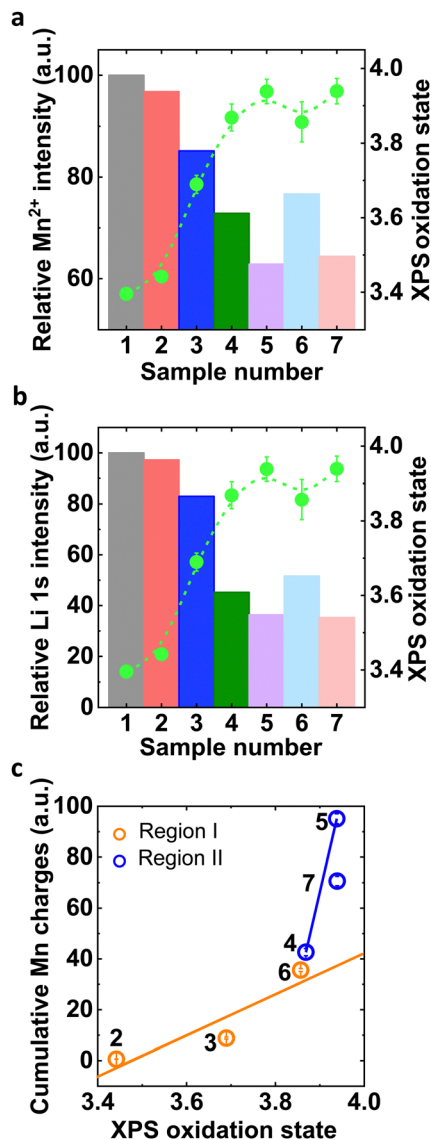 a
Relative Mn²⁺ intensity (a.u.)
100
80
60
4.0
3.8
3.6
3.4
XPS oxidation state
1 2 3 4 5 6 7
Sample number
b
Relative Li 1s intensity (a.u.)
100
80
60
40
20
0
4.0
3.8
3.6
3.4
XPS oxidation state
1 2 3 4 5 6 7
Sample number
c
Cumulative Mn charges (a.u.)
100
80
60
40
20
0
Region I
Region II
5
7
4
6
2
3
3.4 3.6 3.8 4.0
XPS oxidation state